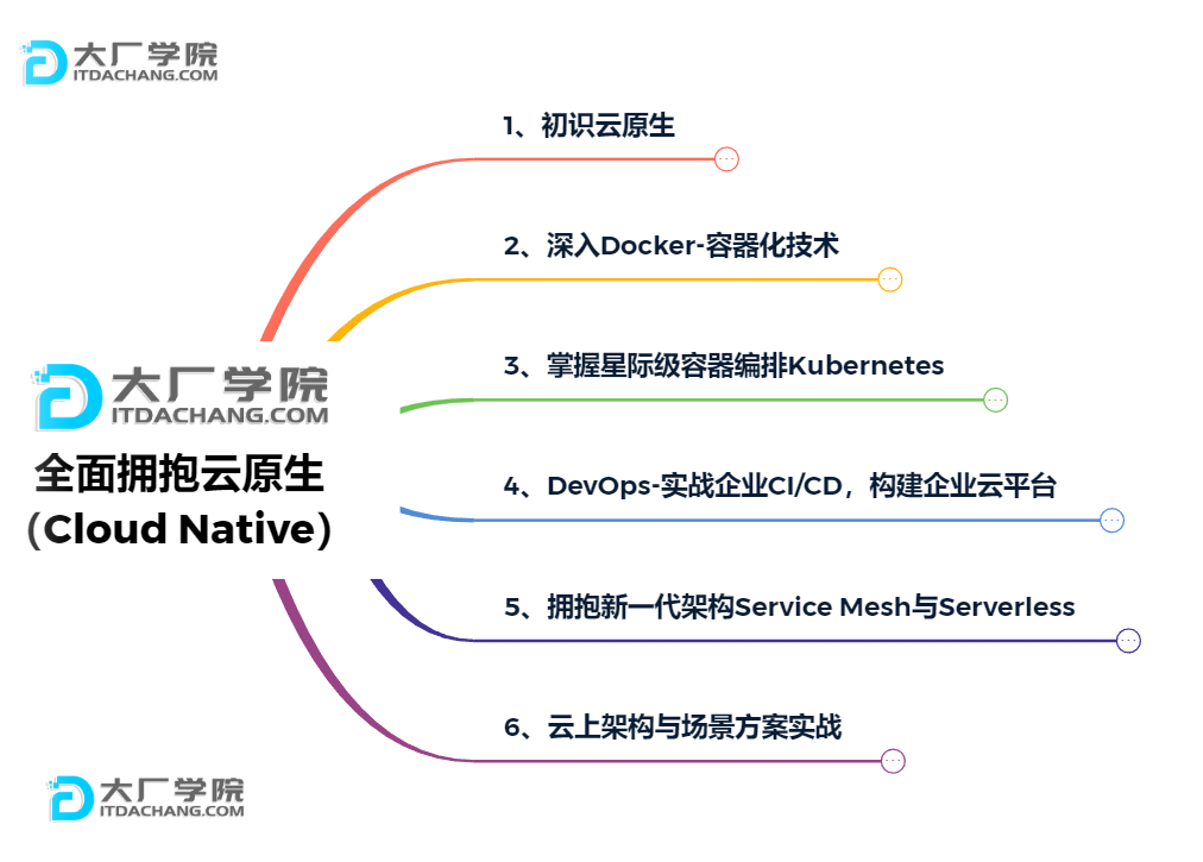 大厂学院
ITDACHANG.COM
1、初识云原生
2、深入Docker-容器化技术
3、掌握星际级容器编排Kubernetes
大厂学院
ITDACHANG.COM
全面拥抱云原生
（Cloud Native）
4、DevOps-实战企业CI/CD，构建企业云平台
5、拥抱新一代架构Service Mesh与Serverless
6、云上架构与场景方案实战
大厂学院
ITDACHANG.COM